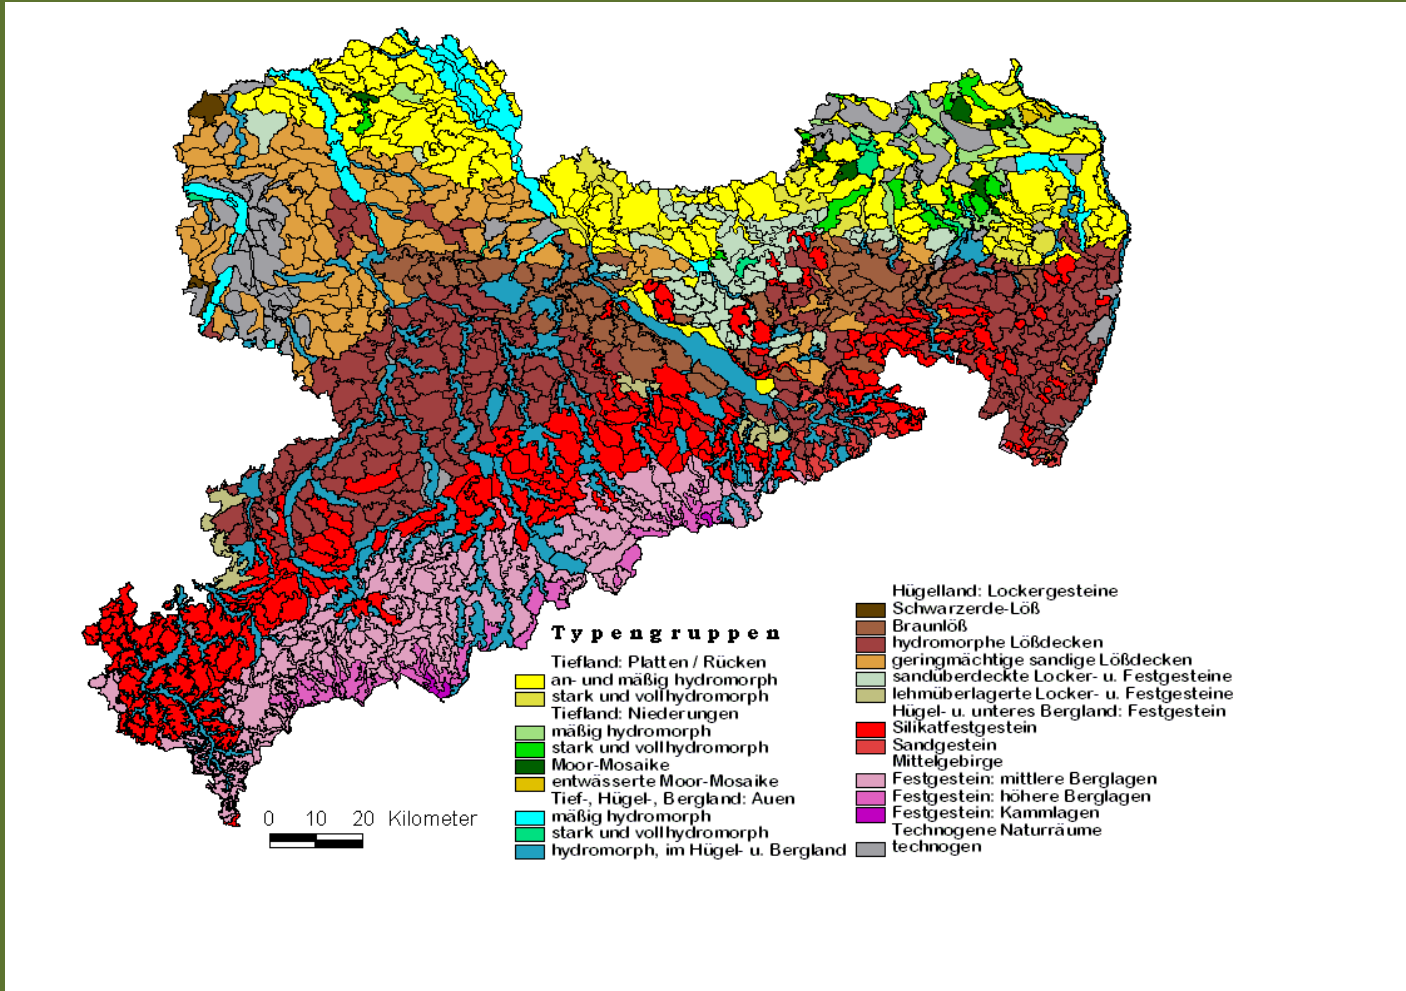 Typengruppen
Tiefland: Platten / Rücken
an- und mäßig hydromorph
stark und vollhydromorph
Tiefland: Niederungen
mäßig hydromorph
stark und vollhydromorph
Moor-Mosaike
entwässerte Moor-Mosaike
Tief-, Hügel-, Bergland: Auen
mäßig hydromorph
stark und vollhydromorph
hydromorph, im Hügel- u. Bergland
Hügelland: Lockergesteine
Schwarzerde-Löß
Braunlöß
hydromorphe Lößdecken
geringmächtige sandige Lößdecken
sandüberdeckte Locker- u. Festgesteine
lehmüberlagerte Locker- u. Festgesteine
Hügel- u. unteres Bergland: Festgestein
Silikatfestgestein
Sandgestein
Mittelgebirge
Festgestein: mittlere Berglagen
Festgestein: höhere Berglagen
Festgestein: Kammlagen
Technogene Naturräume
technogen
0 10 20 Kilometer